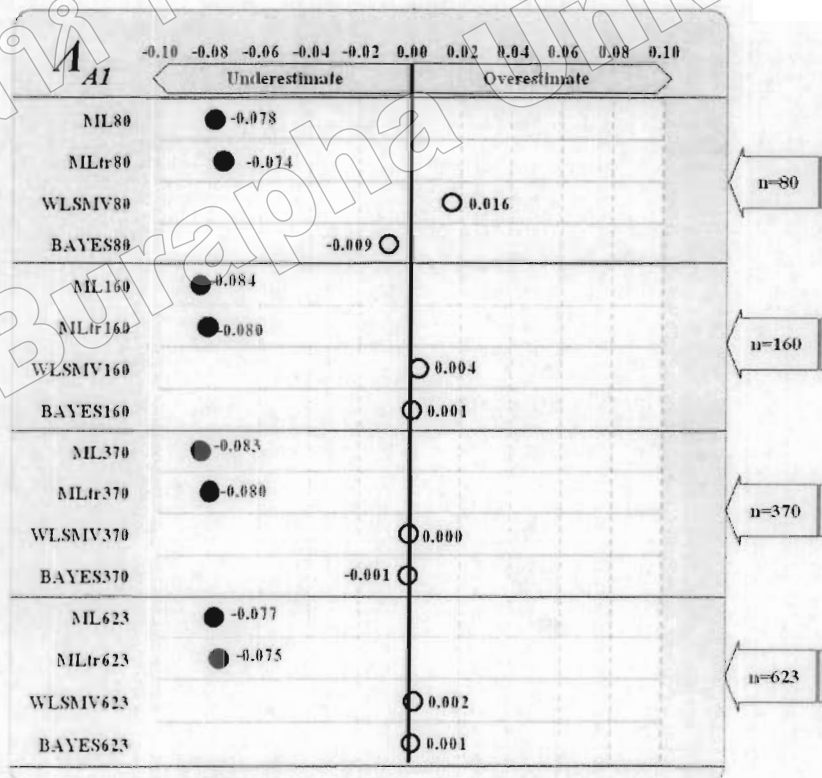 Λ A1
-0.10 -0.08 -0.06 -0.04 -0.02 0.00 0.02 0.04 0.06 0.08 0.10
Underestimate Overestimate
ML80 -0.078
MLtr80 -0.074
WLSMV80 0.016
BAYES80 -0.009
n=80
ML160 -0.084
MLtr160 -0.080
WLSMV160 0.004
BAYES160 0.001
n=160
ML370 -0.083
MLtr370 -0.080
WLSMV370 0.000
BAYES370 -0.001
n=370
ML623 -0.077
MLtr623 -0.075
WLSMV623 0.002
BAYES623 0.001
n=623
Burapha